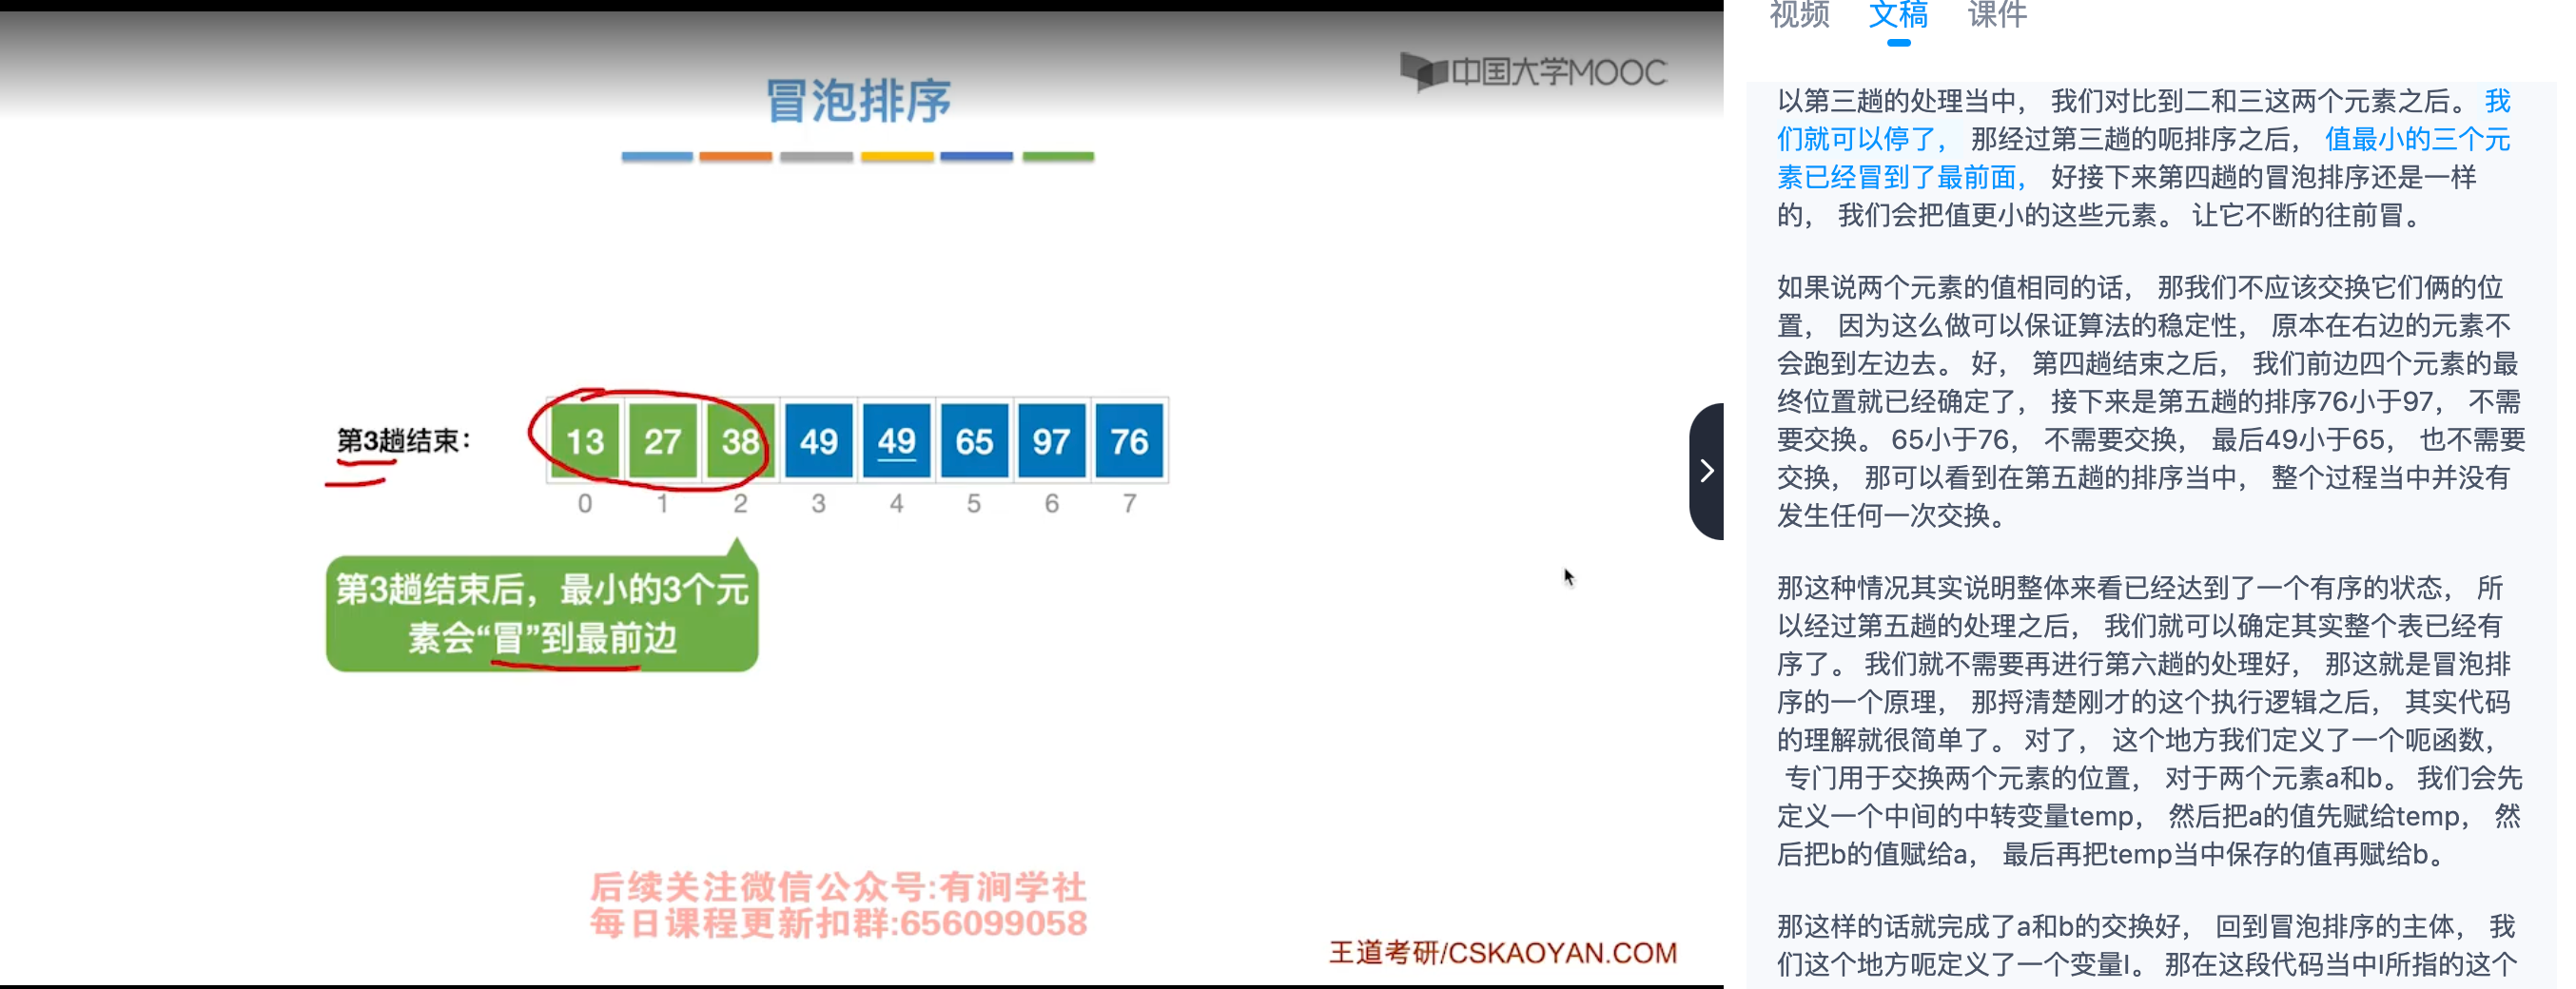 中国大学MOOC
冒泡排序
第3趟结束：
13 27 38 49 49 65 97 76
0 1 2 3 4 5 6 7
第3趟结束后，最小的3个元
素会“冒”到最前边
后续关注微信公众号:有涧学社
每日课程更新扣群:656099058
王道考研/CSKAOYAN.COM
视频 文稿 课件
以第三趟的处理当中， 我们对比到二和三这两个元素之后。 我
们就可以停了， 那经过第三趟的呃排序之后， 值最小的三个元
素已经冒到了最前面， 好接下来第四趟的冒泡排序还是一样
的， 我们会把值更小的这些元素。 让它不断的往前冒。
如果说两个元素的值相同的话， 那我们不应该交换它们俩的位
置， 因为这么做可以保证算法的稳定性， 原本在右边的元素不
会跑到左边去。 好， 第四趟结束之后， 我们前边四个元素的最
终位置就已经确定了， 接下来是第五趟的排序76小于97， 不需
要交换。 65小于76， 不需要交换， 最后49小于65， 也不需要
交换， 那可以看到在第五趟的排序当中， 整个过程当中并没有
发生任何一次交换。
那这种情况其实说明整体来看已经达到了一个有序的状态， 所
以经过第五趟的处理之后， 我们就可以确定其实整个表已经有
序了。 我们就不需要再进行第六趟的处理好， 那这就是冒泡排
序的一个原理， 那捋清楚刚才的这个执行逻辑之后， 其实代码
的理解就很简单了。 对了， 这个地方我们定义了一个呃函数，
专门用于交换两个元素的位置， 对于两个元素a和b。 我们会先
定义一个中间的中转变量temp， 然后把a的值先赋给temp， 然
后把b的值赋给a， 最后再把temp当中保存的值再赋给b。
那这样的话就完成了a和b的交换好， 回到冒泡排序的主体， 我
们这个地方呃定义了一个变量I。 那在这段代码当中I所指的这个